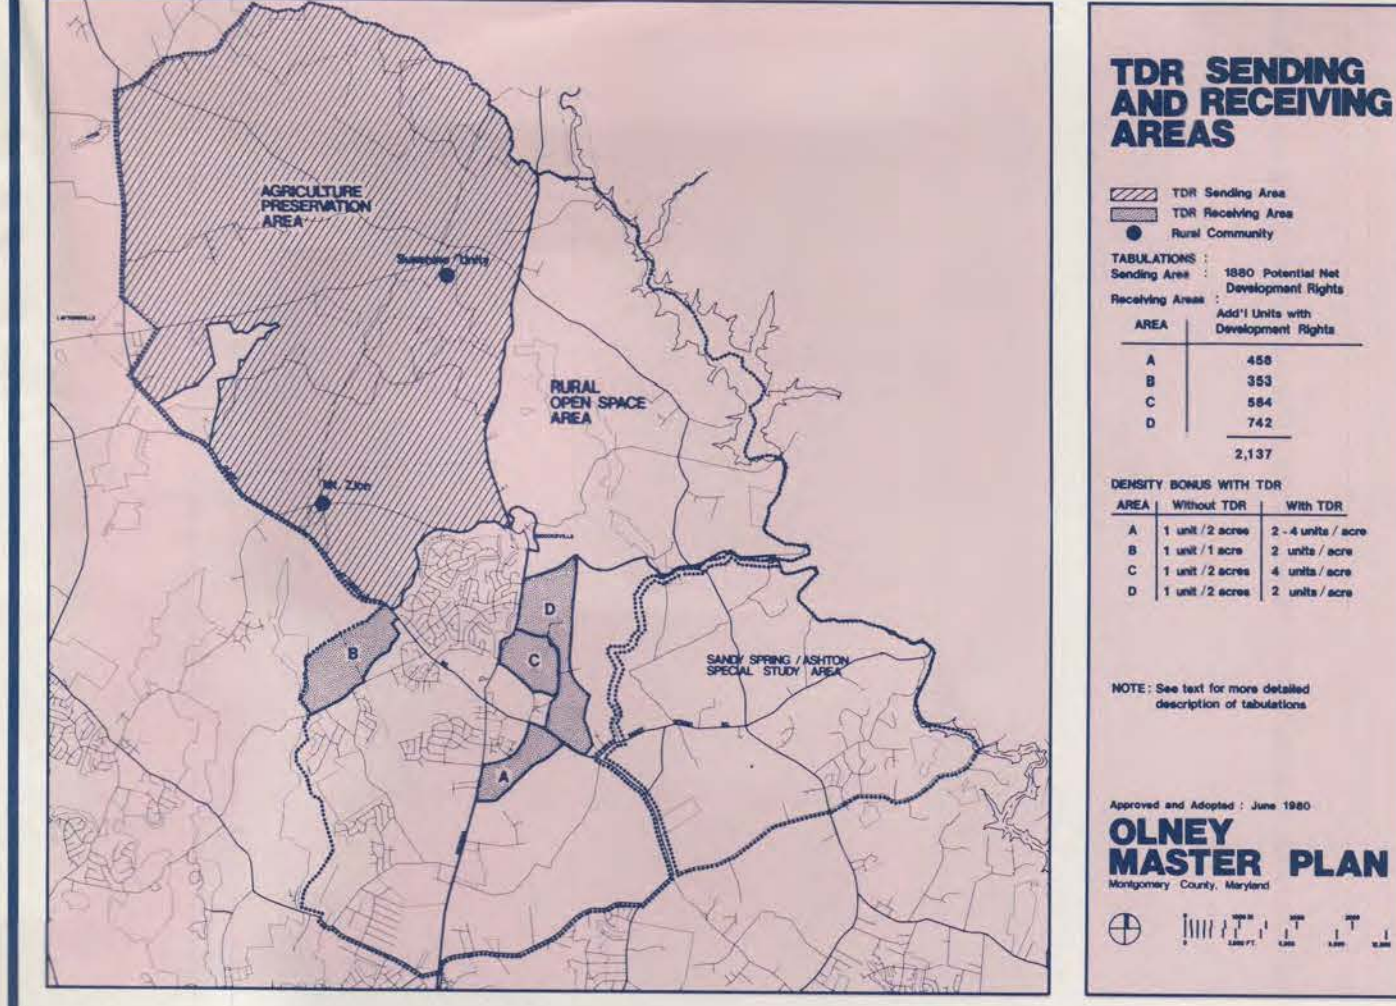 AGRICULTURE
PRESERVATION
AREA
Sunshine Unity
LAYTONSVILLE
RURAL
OPEN SPACE
AREA
Mt. Zion
BROOKEVILLE
D
B
C
SANDY SPRING / ASHTON
SPECIAL STUDY AREA
A
TDR SENDING
AND RECEIVING
AREAS
TDR Sending Area
TDR Receiving Area
Rural Community
TABULATIONS :
Sending Area : 1880 Potential Net
Development Rights
Receiving Areas :
AREA Add'l Units with
Development Rights
A 458
B 353
C 584
D 742
2,137
DENSITY BONUS WITH TDR
AREA Without TDR With TDR
A 1 unit / 2 acres 2 - 4 units / acre
B 1 unit / 1 acre 2 units / acre
C 1 unit / 2 acres 4 units / acre
D 1 unit / 2 acres 2 units / acre
NOTE : See text for more detailed
description of tabulations
Approved and Adopted : June 1980
OLNEY
MASTER PLAN
Montgomery County, Maryland